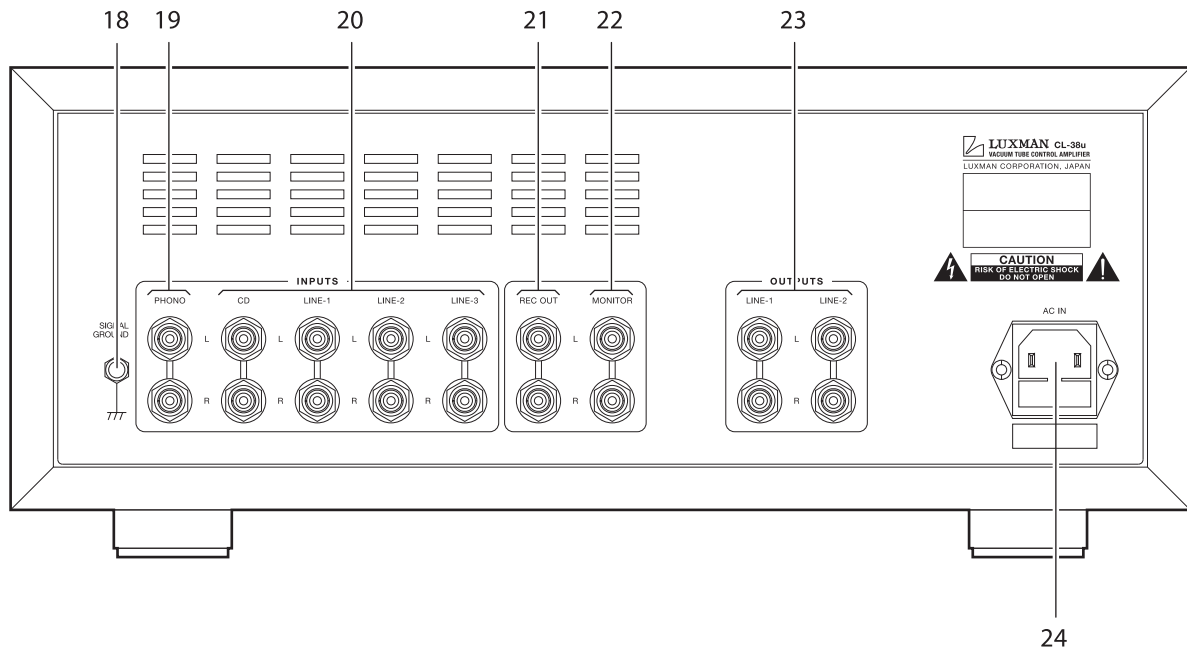 18 19 20 21 22 23
LUXMAN CL-38u
VACUUM TUBE CONTROL AMPLIFIER
LUXMAN CORPORATION, JAPAN
CAUTION
RISK OF ELECTRIC SHOCK
DO NOT OPEN
INPUTS
OUTPUTS
PHONO CD LINE-1 LINE-2 LINE-3 REC OUT MONITOR LINE-1 LINE-2
AC IN
SIGNAL
GROUND
L L L L L L
R R R R R R
24